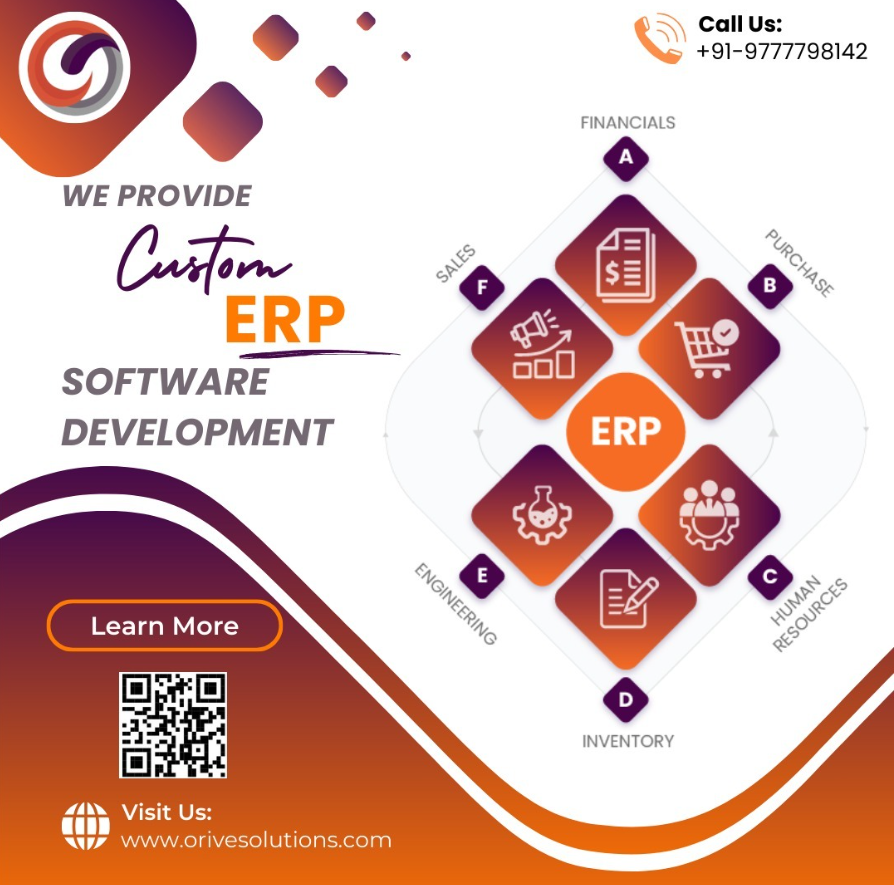 Call Us:
+91-9777798142
WE PROVIDE
Custom
ERP
SOFTWARE
DEVELOPMENT
FINANCIALS
A
PURCHASE
B
SALES
F
ERP
ENGINEERING
E
HUMAN
RESOURCES
C
D
INVENTORY
Learn More
Visit Us:
www.orivesolutions.com